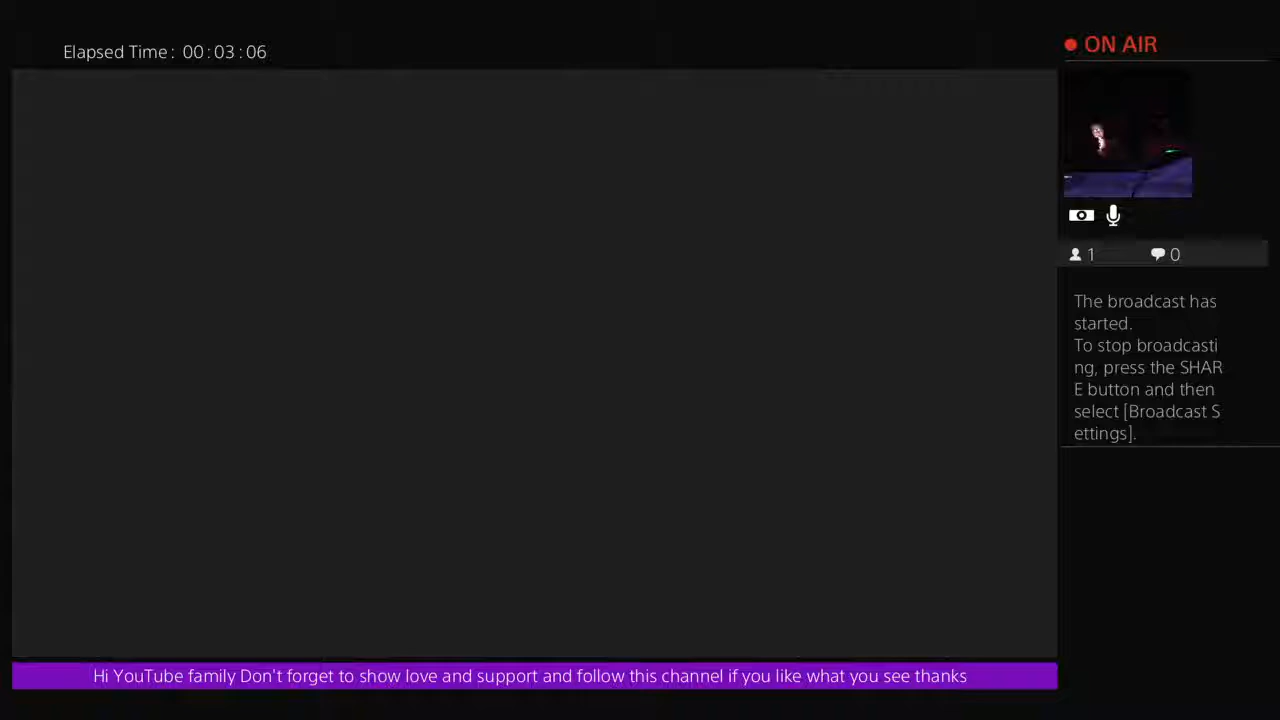 Elapsed Time: 00:03:06
ON AIR
1 0
The broadcast has
started.
To stop broadcasti
ng, press the SHAR
E button and then
select [Broadcast S
ettings].
Hi YouTube family Don't forget to show love and support and follow this channel if you like what you see thanks